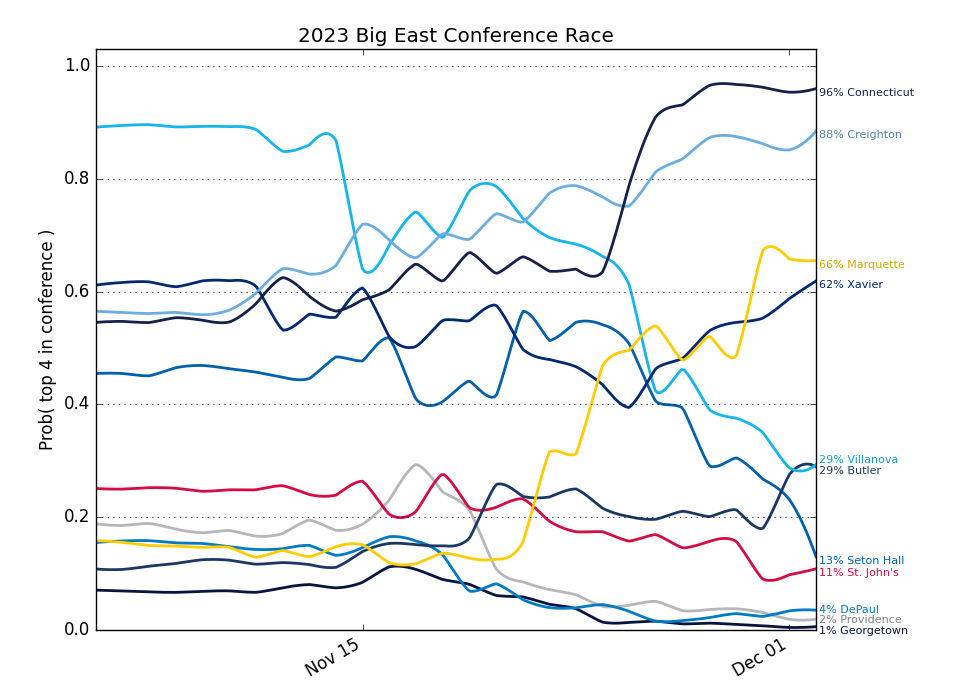 2023 Big East Conference Race
Prob( top 4 in conference )
1.0
0.8
0.6
0.4
0.2
0.0
Nov 15
Dec 01
96% Connecticut
88% Creighton
66% Marquette
62% Xavier
29% Villanova
29% Butler
13% Seton Hall
11% St. John's
4% DePaul
2% Providence
1% Georgetown